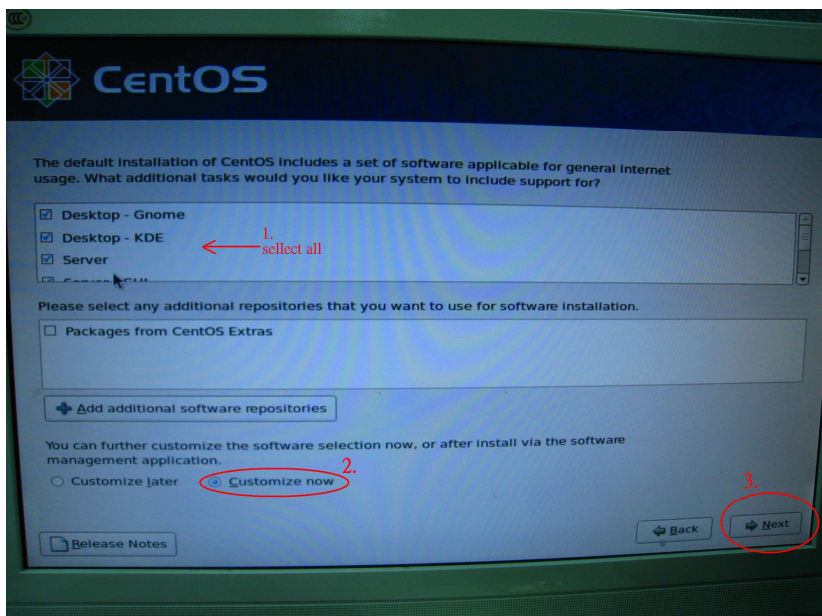 CentOS
The default installation of CentOS includes a set of software applicable for general internet
usage. What additional tasks would you like your system to include support for?
Desktop - Gnome
Desktop - KDE
1.
sellect all
Server
Please select any additional repositories that you want to use for software installation.
Packages from CentOS Extras
Add additional software repositories
You can further customize the software selection now, or after install via the software
management application.
2.
Customize later
Customize now
3.
Back
Next
Release Notes